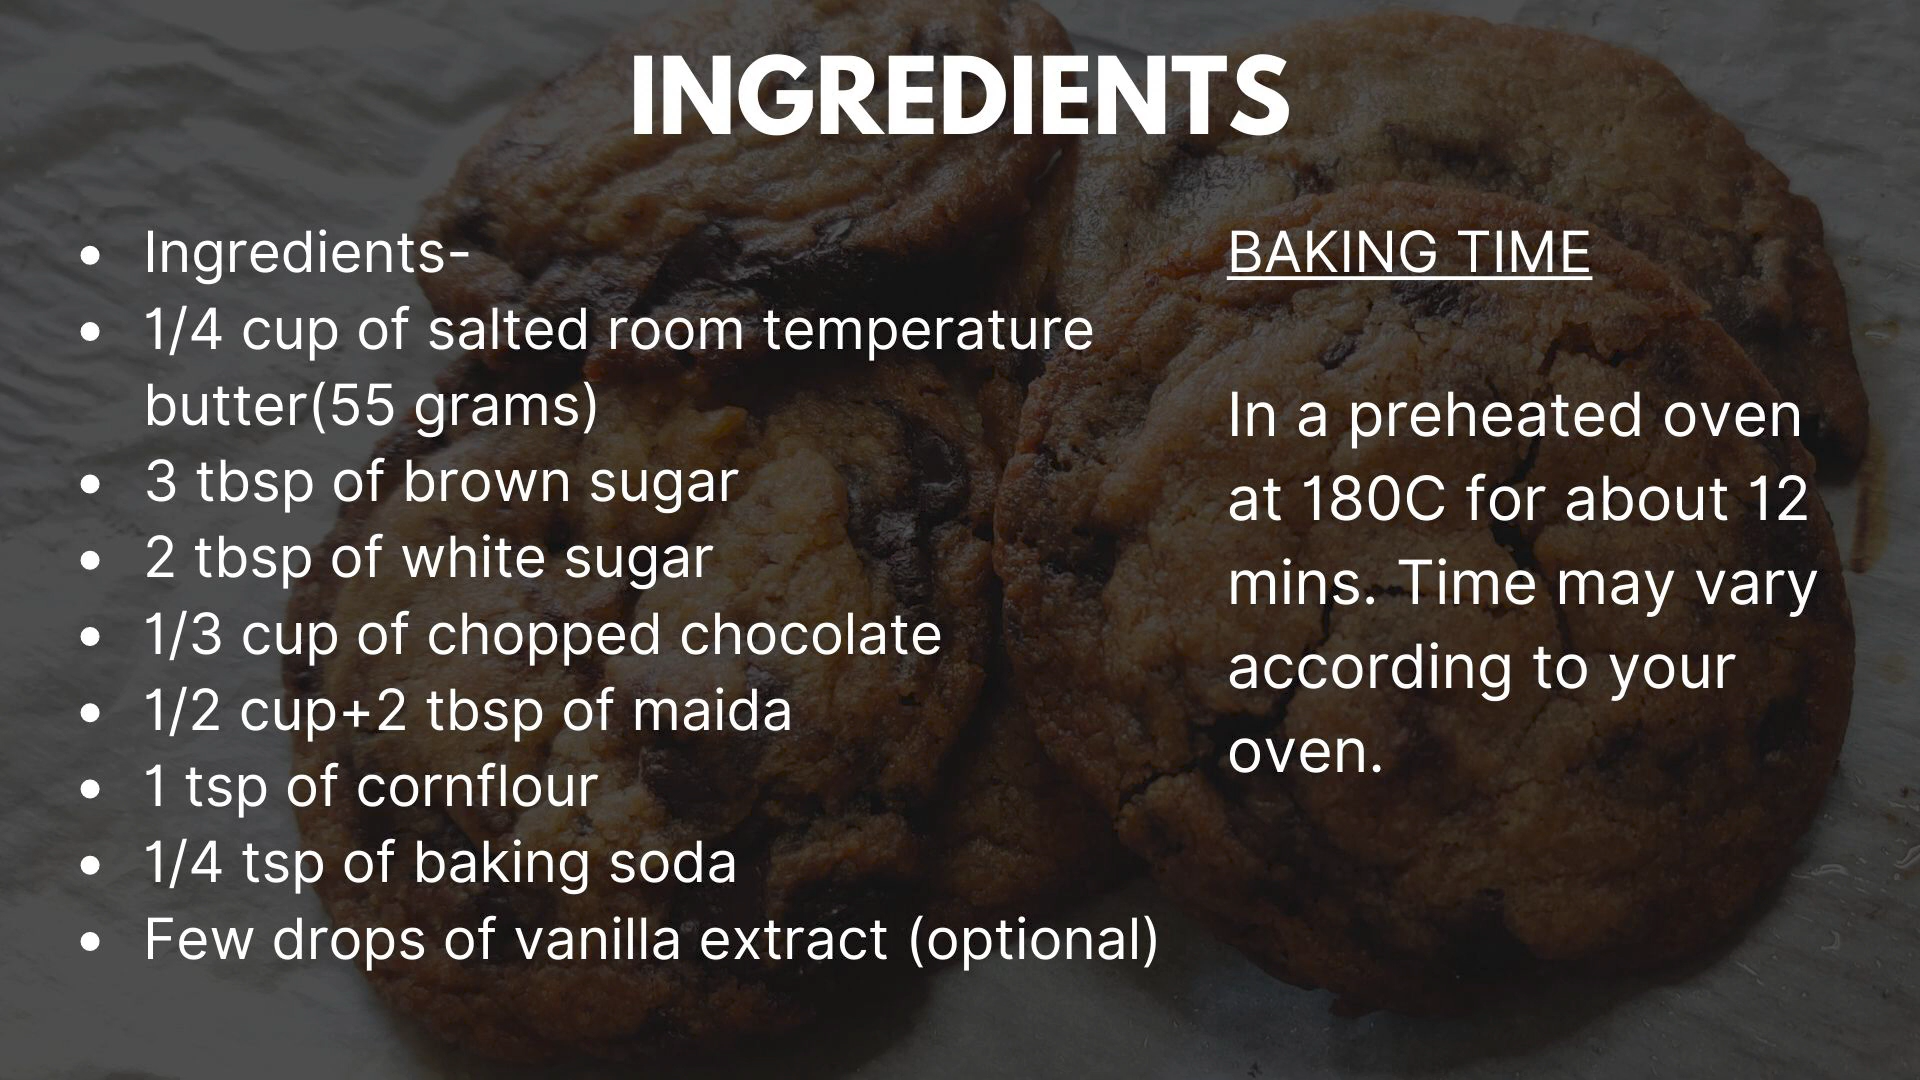 INGREDIENTS
• Ingredients-
• 1/4 cup of salted room temperature
butter(55 grams)
• 3 tbsp of brown sugar
• 2 tbsp of white sugar
• 1/3 cup of chopped chocolate
• 1/2 cup+2 tbsp of maida
• 1 tsp of cornflour
• 1/4 tsp of baking soda
• Few drops of vanilla extract (optional)
BAKING TIME
In a preheated oven
at 180C for about 12
mins. Time may vary
according to your
oven.